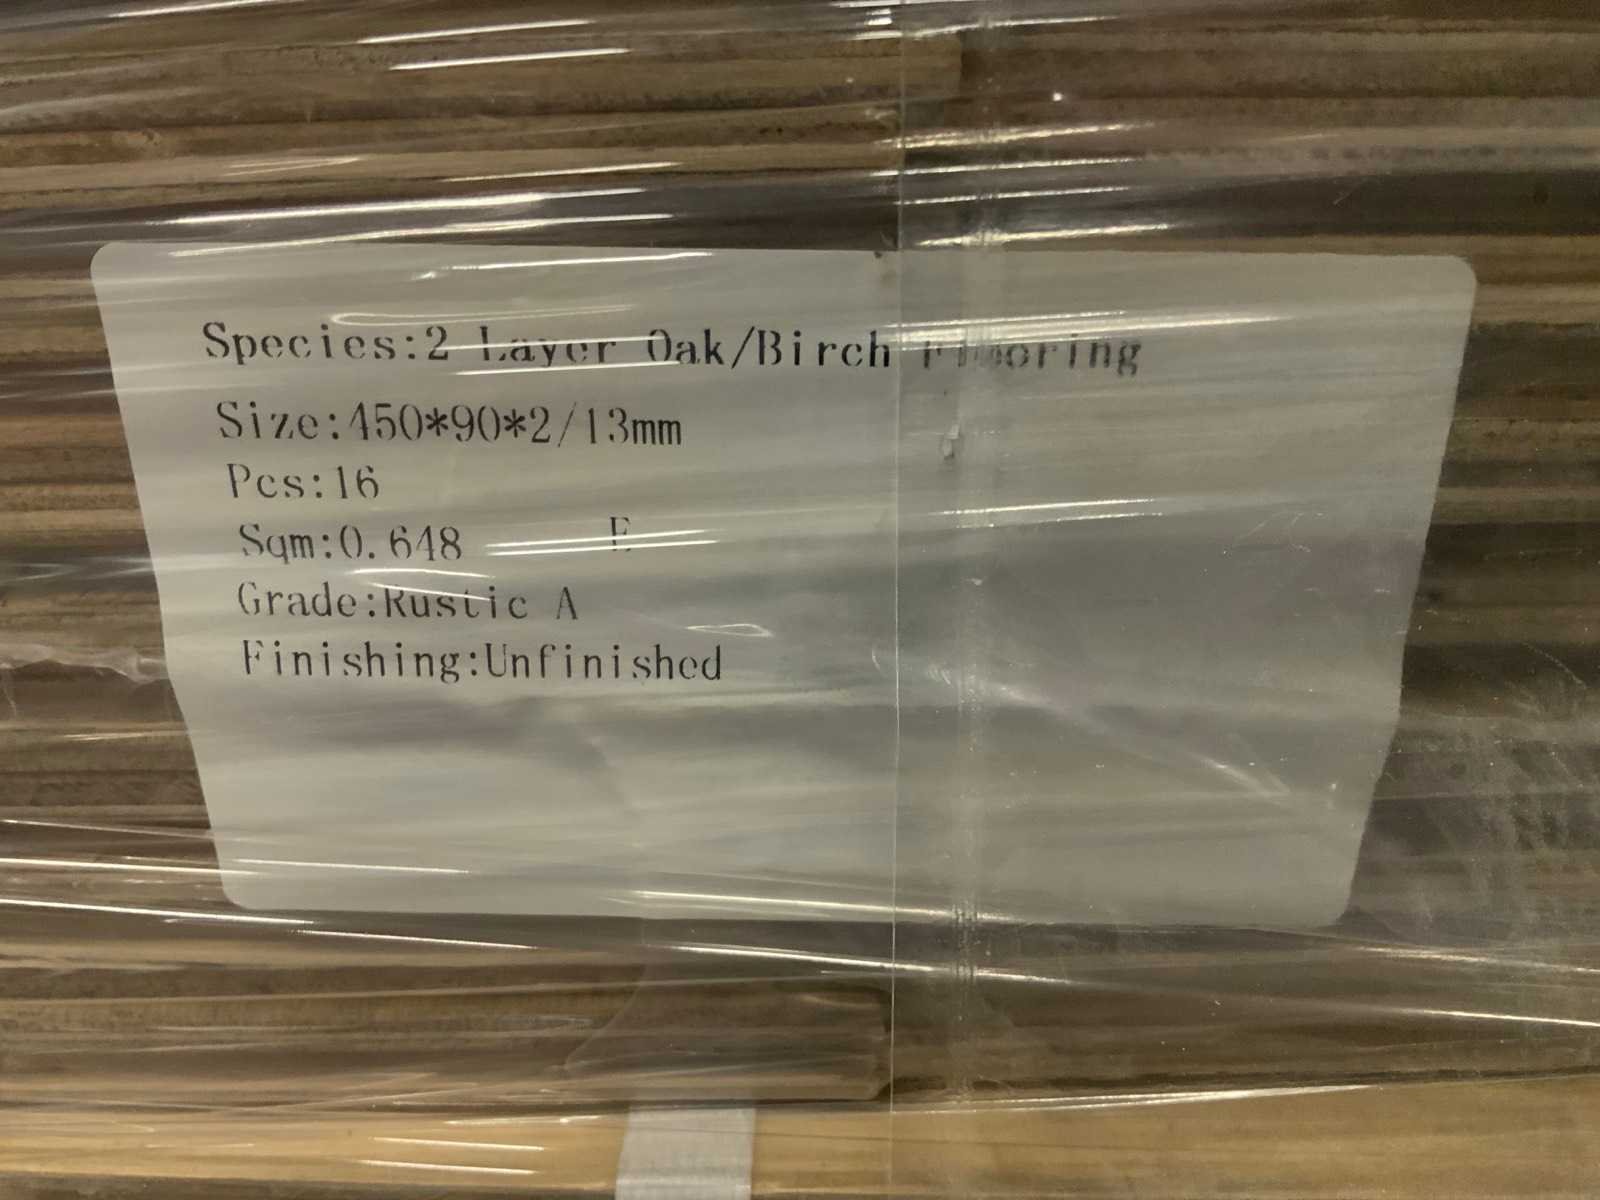 Species:2 Layer Oak/Birch Flooring
Size:450*90*2/13mm
Pcs:16
Sqm:0.648 E
Grade:Rustic A
Finishing:Unfinished